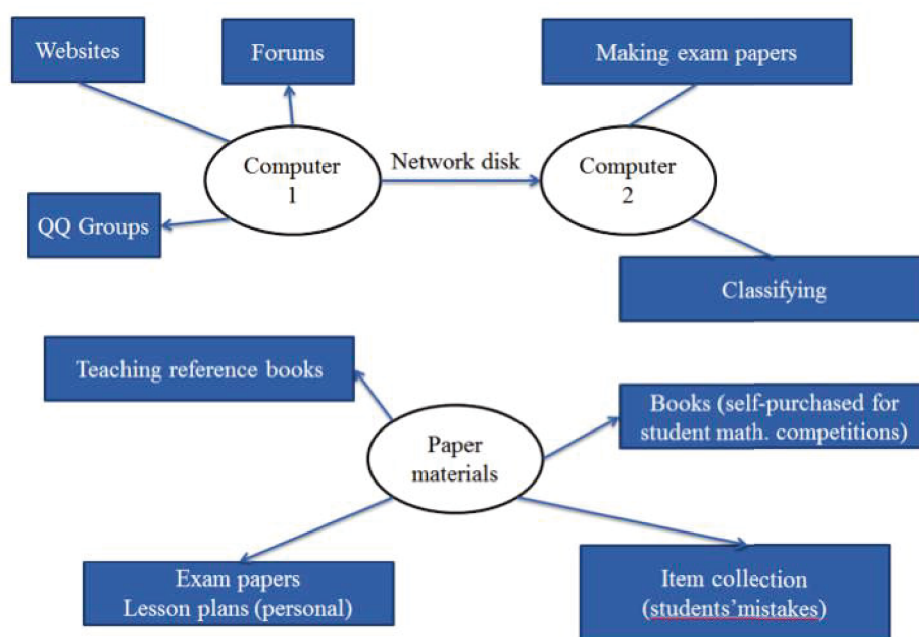 Websites
Forums
Making exam papers
Computer
1
Network disk
Computer
2
QQ Groups
Classifying
Teaching reference books
Books (self-purchased for
student math. competitions)
Paper
materials
Exam papers
Lesson plans (personal)
Item collection
(students’mistakes)